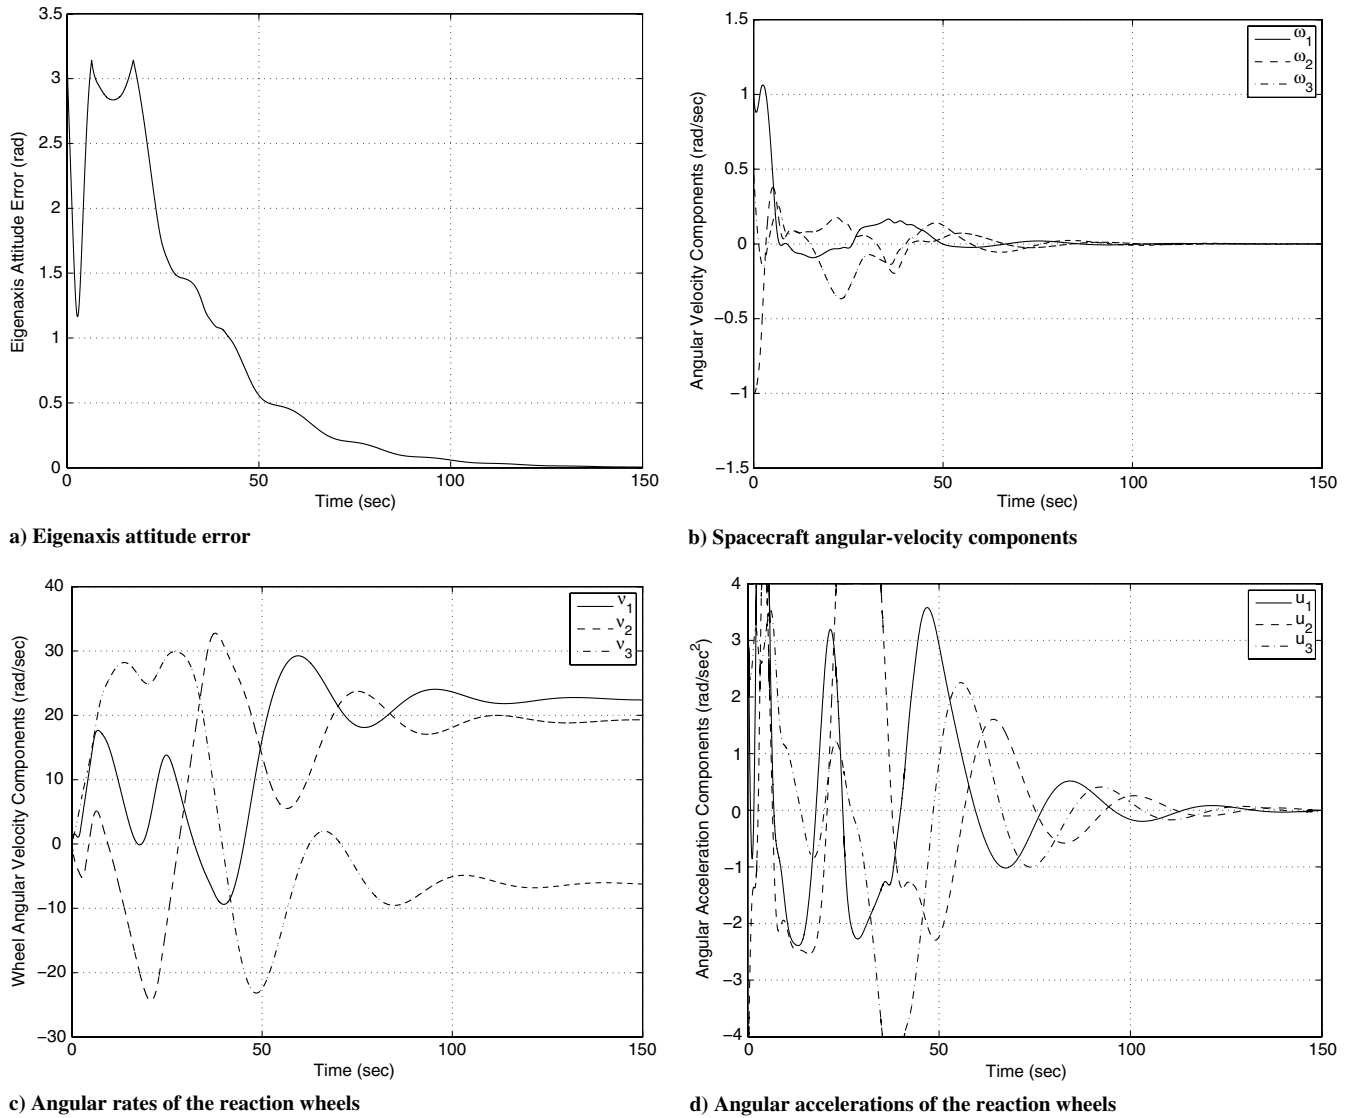 3.5
3
2.5
2
1.5
1
0.5
0
Eigenaxis Attitude Error (rad)
0 50 100 150
Time (sec)
a) Eigenaxis attitude error
1.5
1
0.5
0
−0.5
−1
−1.5
Angular Velocity Components (rad/sec)
ω1
ω2
ω3
0 50 100 150
Time (sec)
b) Spacecraft angular-velocity components
40
30
20
10
0
−10
−20
−30
Wheel Angular Velocity Components (rad/sec)
ν1
ν2
ν3
0 50 100 150
Time (sec)
c) Angular rates of the reaction wheels
4
3
2
1
0
−1
−2
−3
−4
Angular Acceleration Components (rad/sec²)
u1
u2
u3
0 50 100 150
Time (sec)
d) Angular accelerations of the reaction wheels